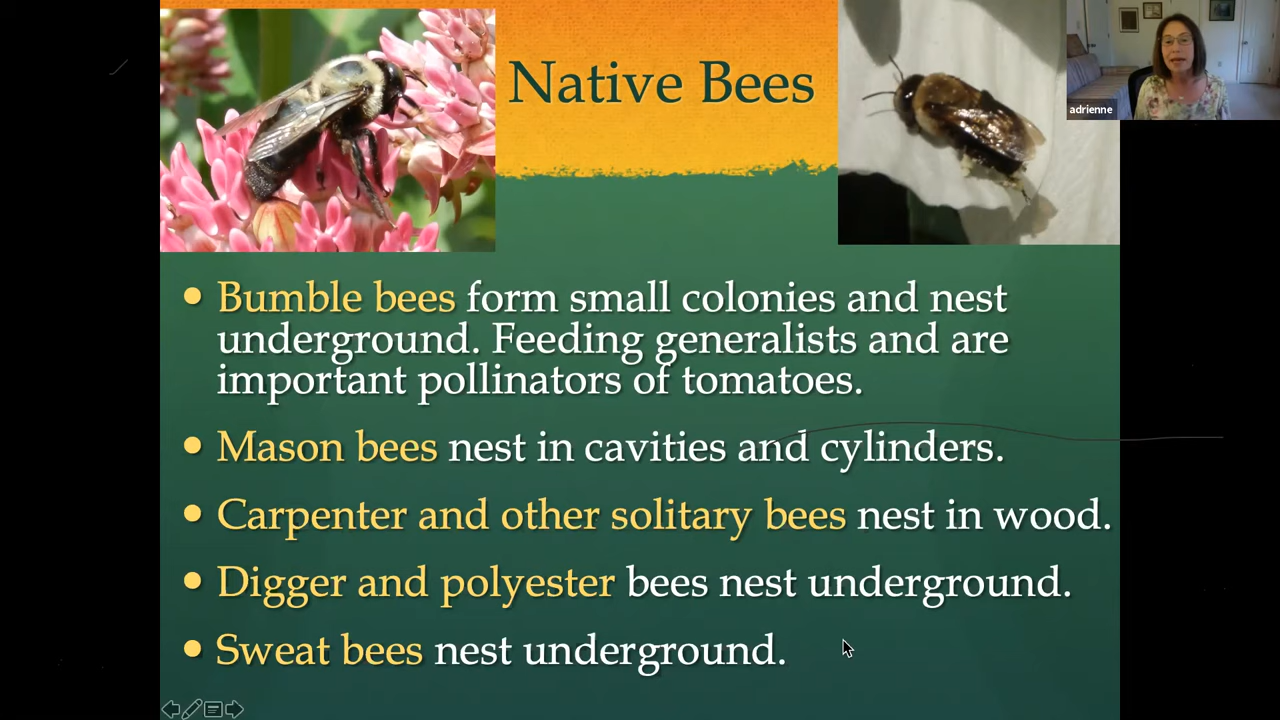 Native Bees
adrienne
• Bumble bees form small colonies and nest
underground. Feeding generalists and are
important pollinators of tomatoes.
• Mason bees nest in cavities and cylinders.
• Carpenter and other solitary bees nest in wood.
• Digger and polyester bees nest underground.
• Sweat bees nest underground.